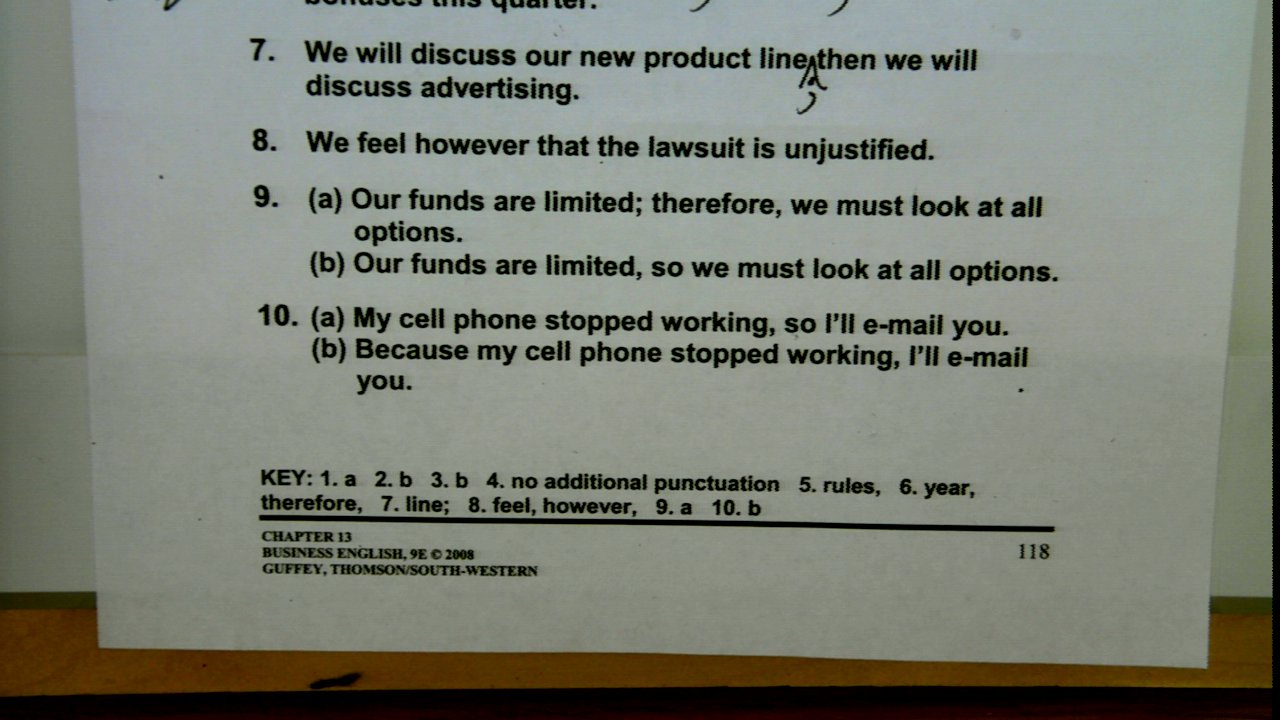 bonuses this quarter.
7. We will discuss our new product line then we will
discuss advertising.
;
8. We feel however that the lawsuit is unjustified.
9. (a) Our funds are limited; therefore, we must look at all
options.
(b) Our funds are limited, so we must look at all options.
10. (a) My cell phone stopped working, so I'll e-mail you.
(b) Because my cell phone stopped working, I'll e-mail
you.
KEY: 1. a 2. b 3. b 4. no additional punctuation 5. rules, 6. year,
therefore, 7. line; 8. feel, however, 9. a 10. b
CHAPTER 13
BUSINESS ENGLISH, 9E © 2008
GUFFEY, THOMSON/SOUTH-WESTERN
118